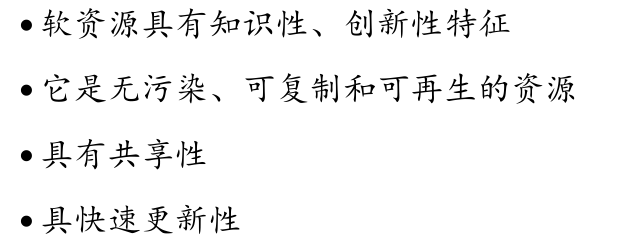 •软资源具有知识性、创新性特征
•它是无污染、可复制和可再生的资源
•具有共享性
•具快速更新性